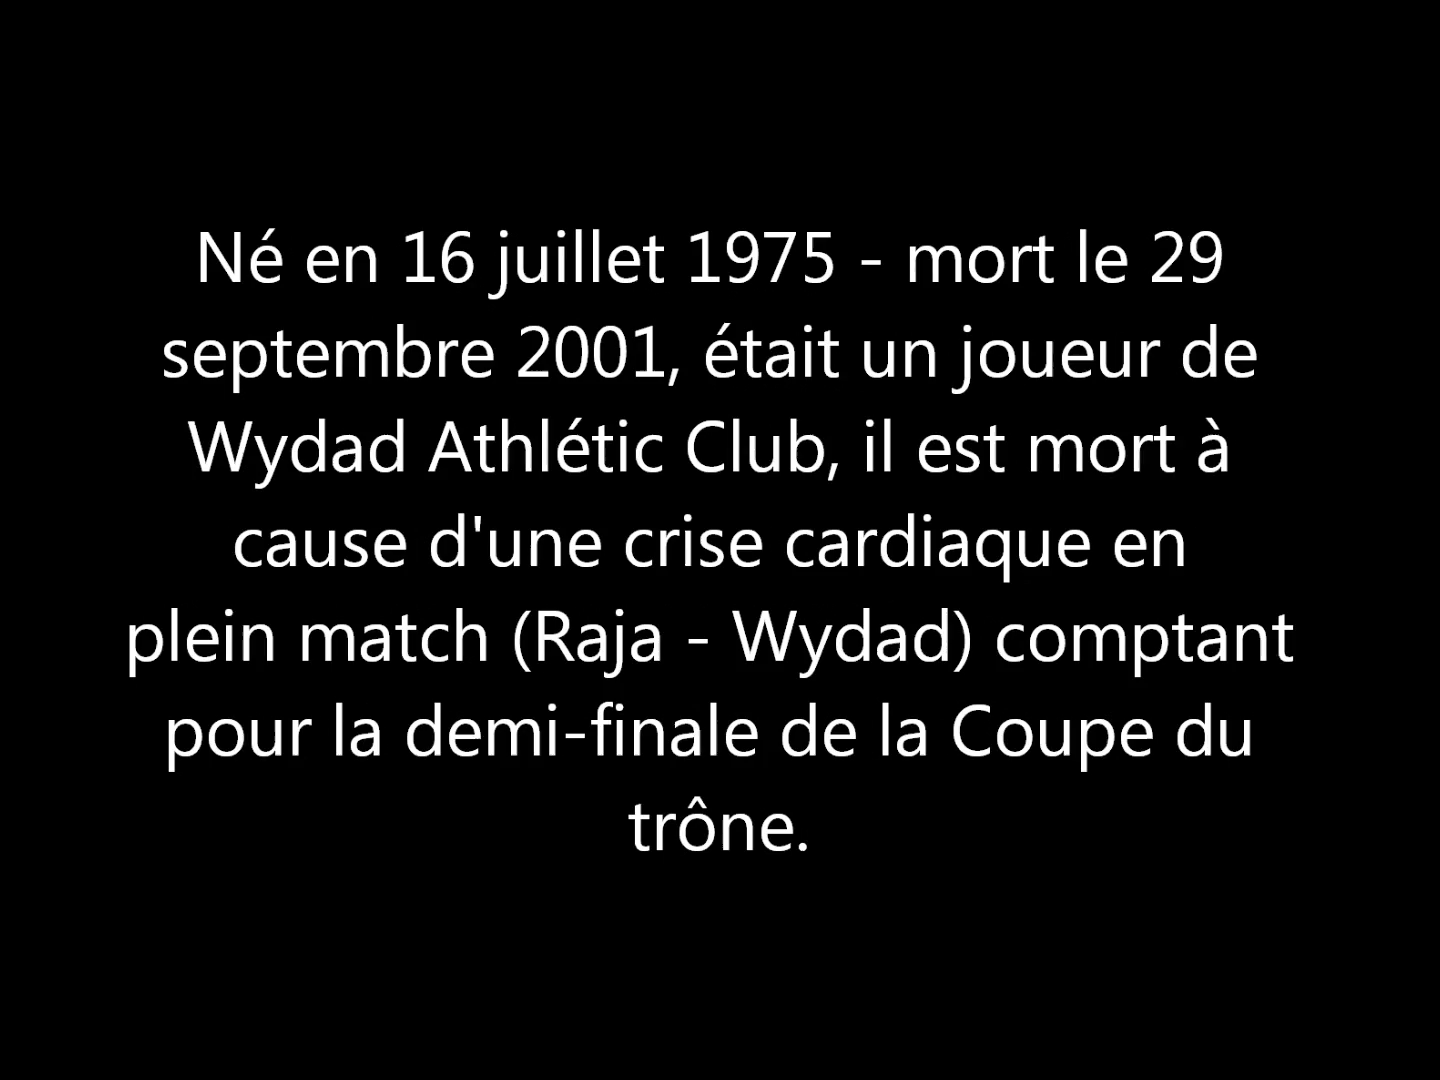 Né en 16 juillet 1975 - mort le 29
septembre 2001, était un joueur de
Wydad Athlétic Club, il est mort à
cause d'une crise cardiaque en
plein match (Raja - Wydad) comptant
pour la demi-finale de la Coupe du
trône.